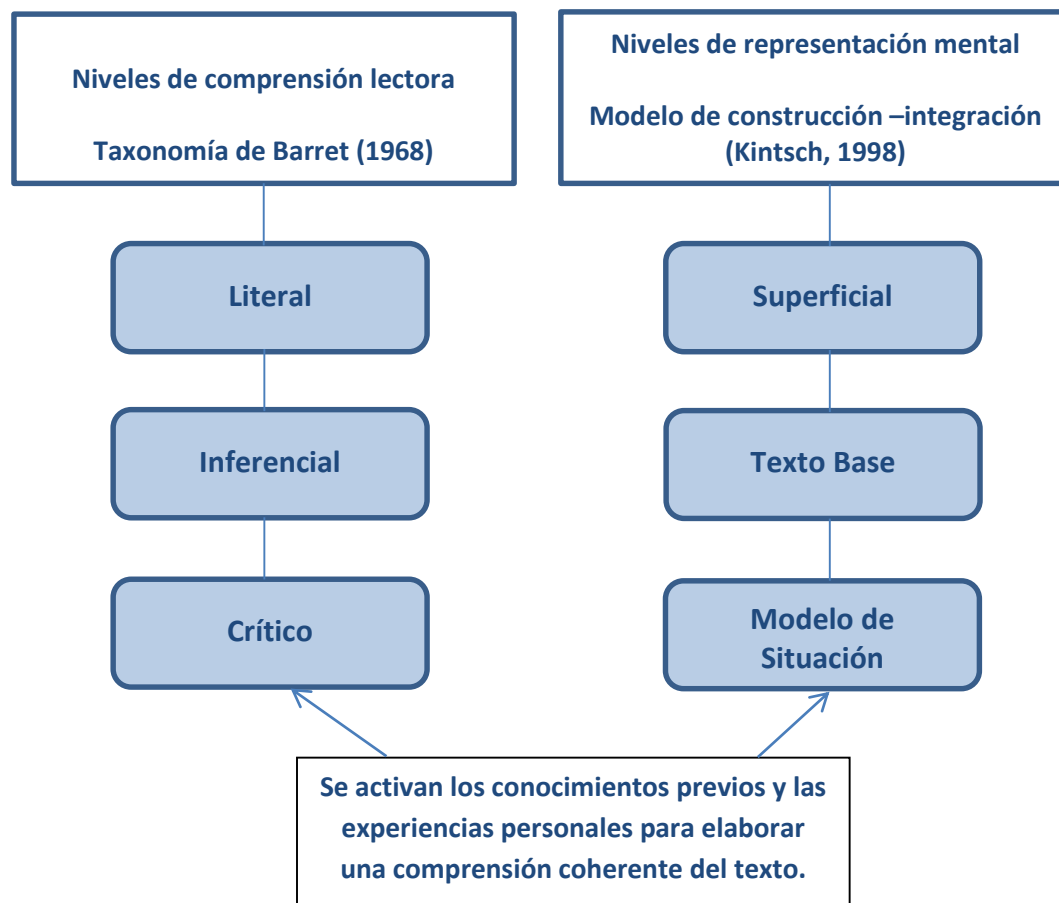 Niveles de comprensión lectora
Taxonomía de Barret (1968)
Literal
Inferencial
Crítico
Niveles de representación mental
Modelo de construcción –integración
(Kintsch, 1998)
Superficial
Texto Base
Modelo de
Situación
Se activan los conocimientos previos y las
experiencias personales para elaborar
una comprensión coherente del texto.